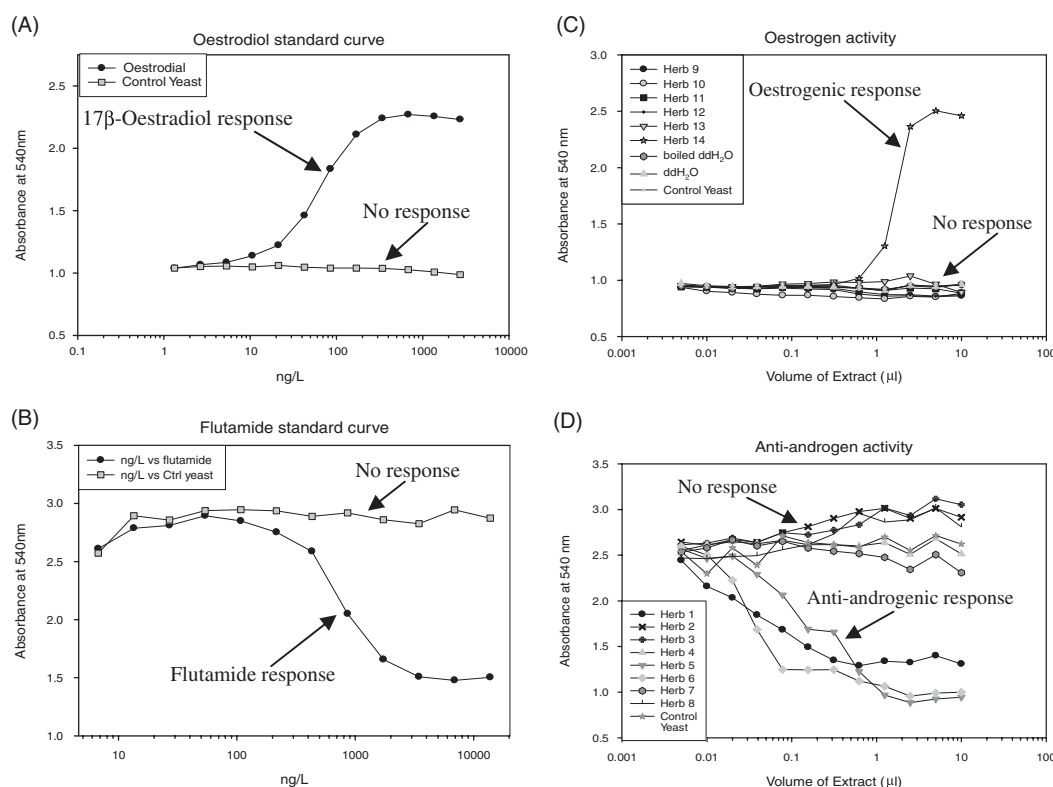 (A)
Oestrodiol standard curve
Oestrodial
Control Yeast
17β-Oestradiol response
No response
Absorbance at 540nm
2.5
2.0
1.5
1.0
0.5
0.1
1
10
100
1000
10000
ng/L
(B)
Flutamide standard curve
ng/L vs flutamide
ng/L vs Ctrl yeast
No response
Flutamide response
Absorbance at 540nm
3.5
3.0
2.5
2.0
1.5
1.0
10
100
1000
10000
ng/L
(C)
Oestrogen activity
Herb 9
Herb 10
Herb 11
Herb 12
Herb 13
Herb 14
boiled ddH₂O
ddH₂O
Control Yeast
Oestrogenic response
No response
Absorbance at 540 nm
3.0
2.5
2.0
1.5
1.0
0.5
0.001
0.01
0.1
1
10
100
Volume of Extract (μl)
(D)
Anti-androgen activity
No response
Anti-androgenic response
Herb 1
Herb 2
Herb 3
Herb 4
Herb 5
Herb 6
Herb 7
Herb 8
Control
Yeast
Absorbance at 540 nm
3.5
3.0
2.5
2.0
1.5
1.0
0.5
0.001
0.01
0.1
1
10
100
Volume of Extract (μl)